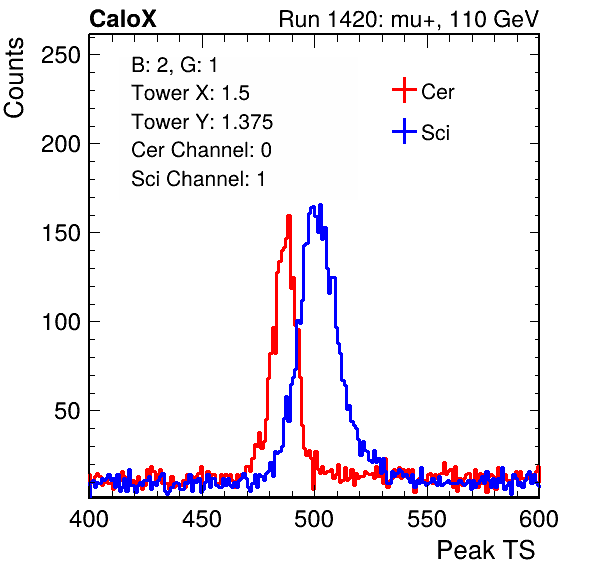 CaloX Run 1420: mu+, 110 GeV
Counts
250
200
150
100
50
B: 2, G: 1
Tower X: 1.5
Tower Y: 1.375
Cer Channel: 0
Sci Channel: 1
Cer
Sci
400 450 500 550 600
Peak TS